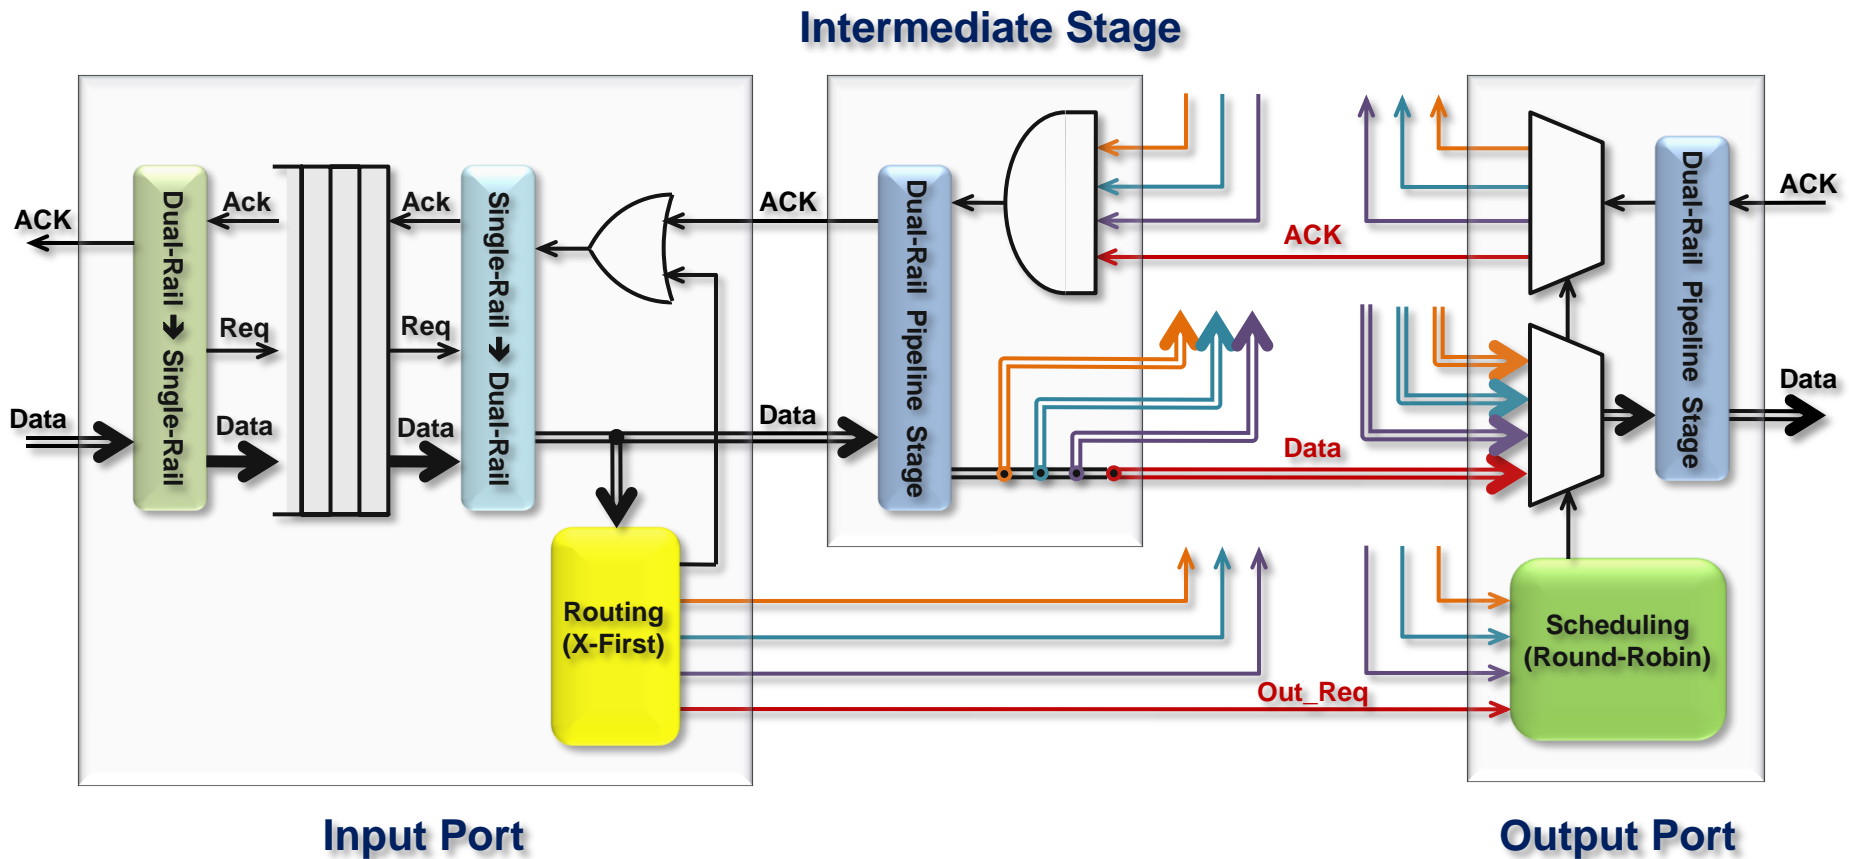 Intermediate Stage
ACK
Data
Dual-Rail ➔ Single-Rail
Ack
Req
Data
Ack
Req
Data
Single-Rail ➔ Dual-Rail
Routing
(X-First)
ACK
Data
Dual-Rail Pipeline Stage
ACK
Data
Out_Req
Dual-Rail Pipeline Stage
Scheduling
(Round-Robin)
ACK
Data
Input Port
Output Port